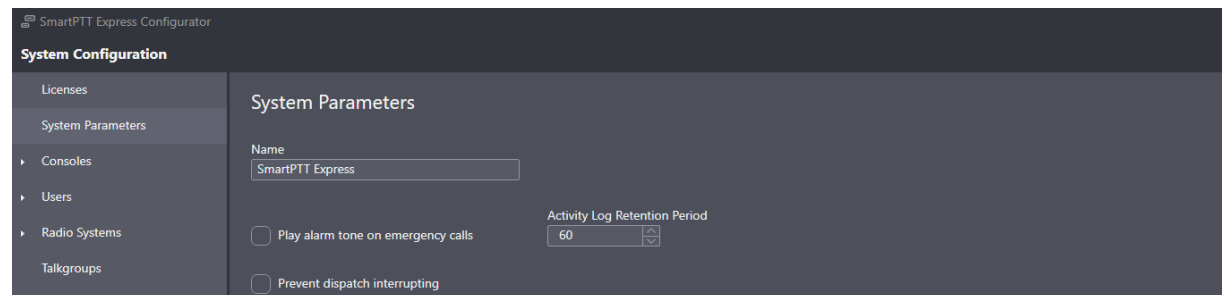 SmartPTT Express Configurator
System Configuration
Licenses
System Parameters
Consoles
Users
Radio Systems
Talkgroups
System Parameters
Name
SmartPTT Express
Play alarm tone on emergency calls
Activity Log Retention Period
60
Prevent dispatch interrupting